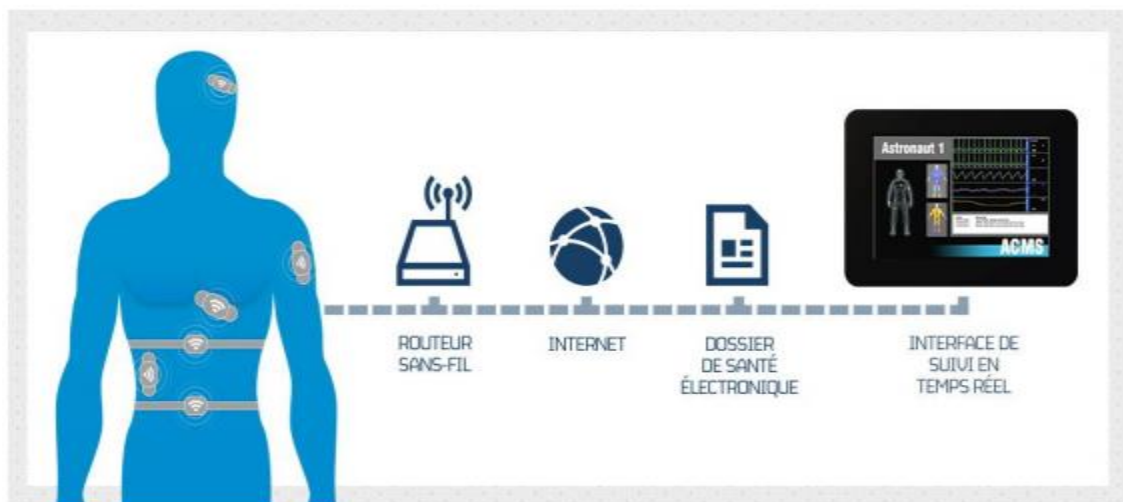 ROUTEUR
SANS-FIL
INTERNET
DOSSIER
DE SANTÉ
ÉLECTRONIQUE
INTERFACE DE
SUIVI EN
TEMPS RÉEL
Astronaut 1
ACMS